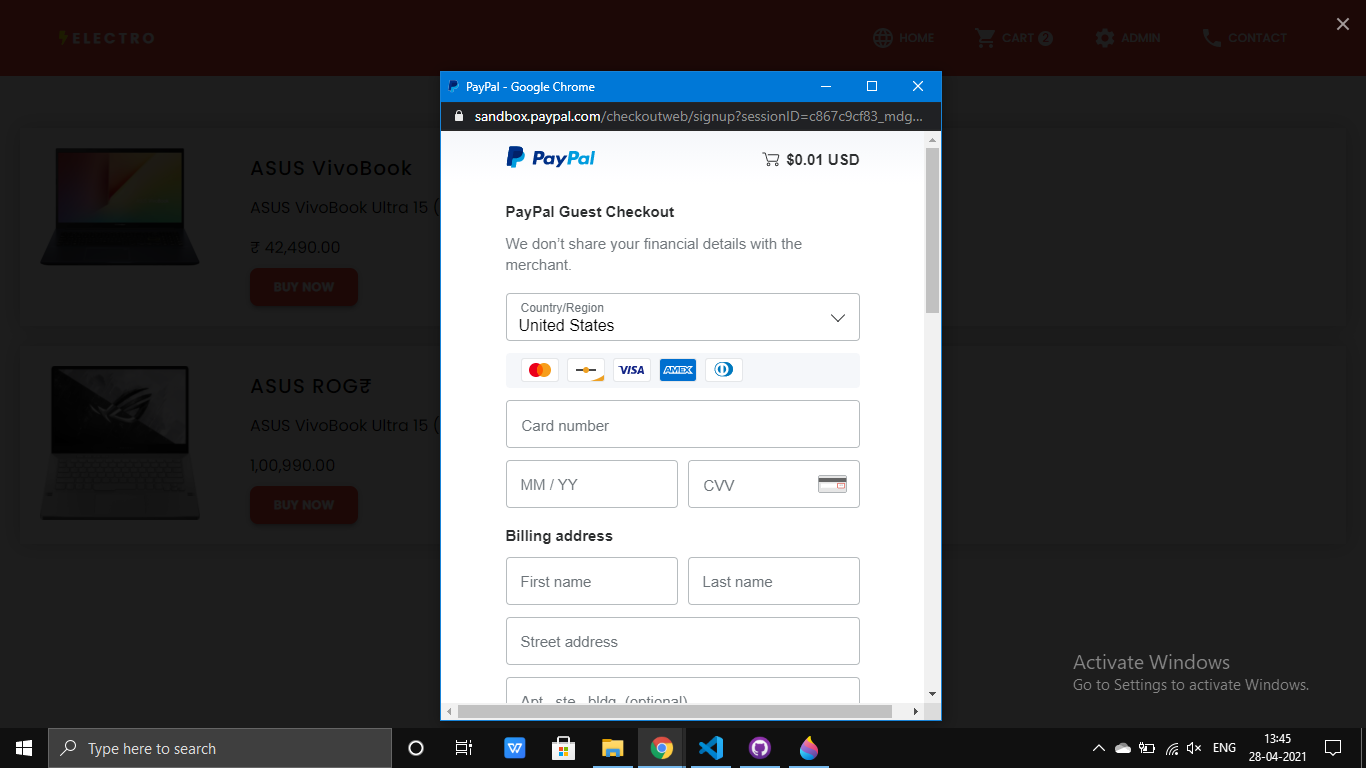 ELECTRO
HOME
CART 2
ADMIN
CONTACT
PayPal - Google Chrome
sandbox.paypal.com/checkoutweb/signup?sessionID=c867c9cf83_mdg...
PayPal
$0.01 USD
PayPal Guest Checkout
We don’t share your financial details with the
merchant.
Country/Region
United States
VISA
AMEX
Card number
MM / YY
CVV
Billing address
First name
Last name
Street address
Apt., ste., bldg. (optional)
ASUS VivoBook
ASUS VivoBook Ultra 15 (
₹ 42,490.00
BUY NOW
ASUS ROG₹
ASUS VivoBook Ultra 15 (
1,00,990.00
BUY NOW
Activate Windows
Go to Settings to activate Windows.
Type here to search
ENG
13:45
28-04-2021